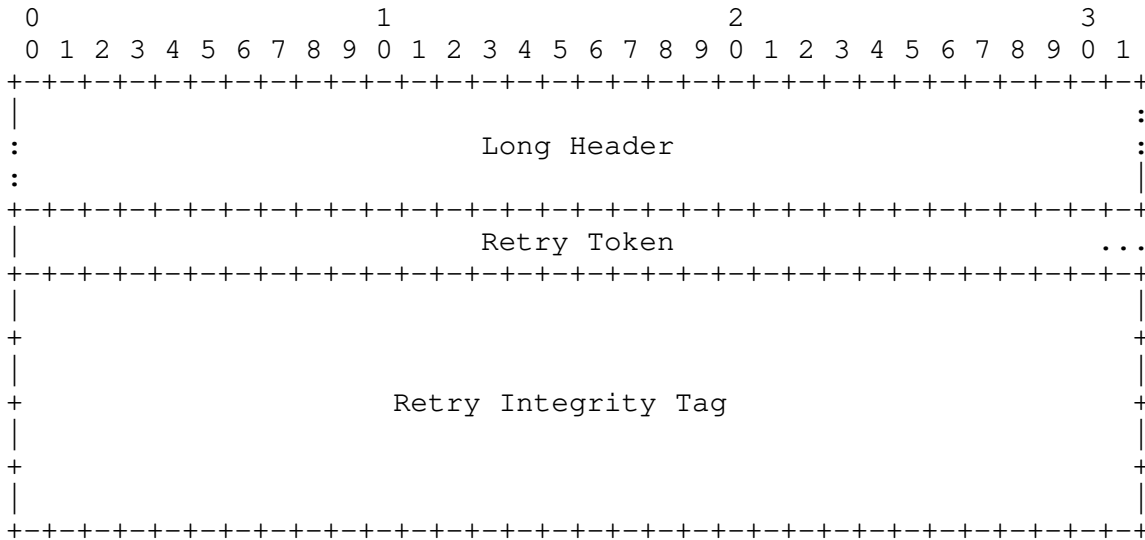 0                   1                   2                   3
 0 1 2 3 4 5 6 7 8 9 0 1 2 3 4 5 6 7 8 9 0 1 2 3 4 5 6 7 8 9 0 1
+-+-+-+-+-+-+-+-+-+-+-+-+-+-+-+-+-+-+-+-+-+-+-+-+-+-+-+-+-+-+-+-+
|                                                               :
:                          Long Header                          :
:                                                               |
+-+-+-+-+-+-+-+-+-+-+-+-+-+-+-+-+-+-+-+-+-+-+-+-+-+-+-+-+-+-+-+-+
|                          Retry Token                        ...
+-+-+-+-+-+-+-+-+-+-+-+-+-+-+-+-+-+-+-+-+-+-+-+-+-+-+-+-+-+-+-+-+
|                                                               |
+                                                               +
|                                                               |
+                     Retry Integrity Tag                       +
|                                                               |
+                                                               +
|                                                               |
+-+-+-+-+-+-+-+-+-+-+-+-+-+-+-+-+-+-+-+-+-+-+-+-+-+-+-+-+-+-+-+-+